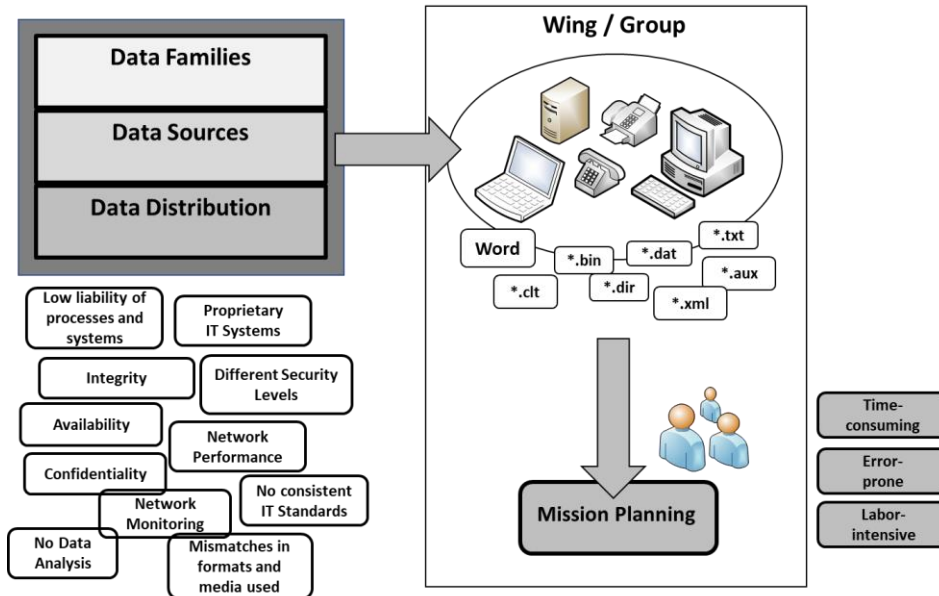 Data Families
Data Sources
Data Distribution
Low liability of
processes and
systems
Proprietary
IT Systems
Integrity
Different Security
Levels
Availability
Network
Performance
Confidentiality
Network
Monitoring
No consistent
IT Standards
No Data
Analysis
Mismatches in
formats and
media used
Wing / Group
Word
*.bin
*.dat
*.txt
*.clt
*.dir
*.xml
*.aux
Mission Planning
Time-
consuming
Error-
prone
Labor-
intensive